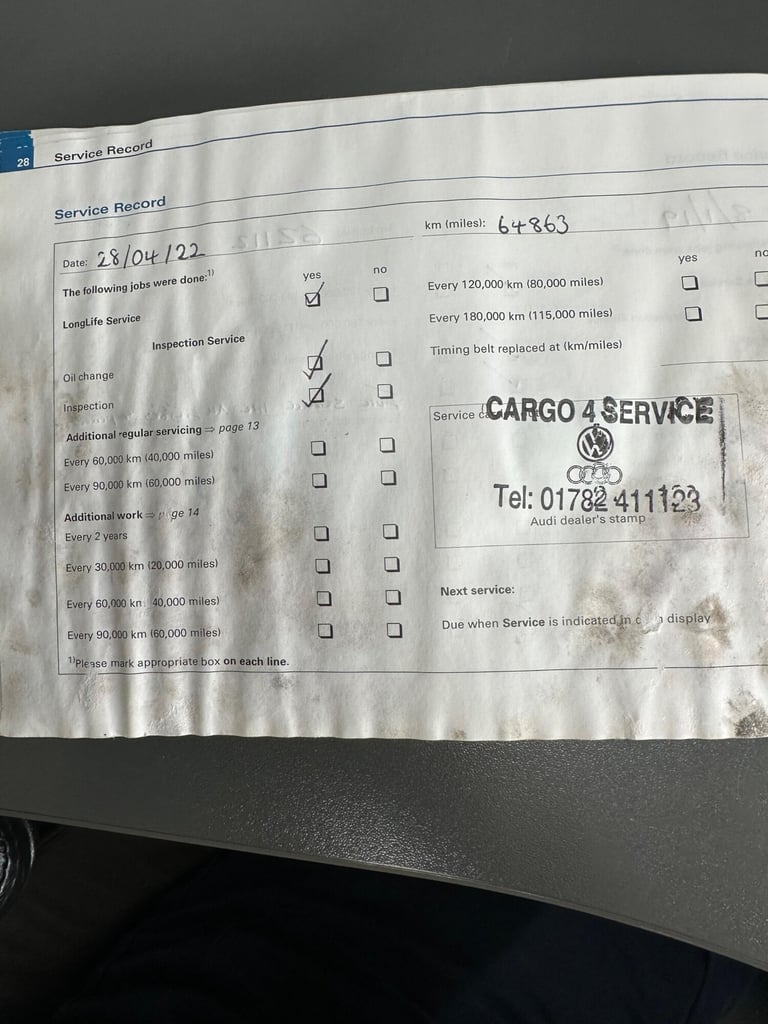 28
Service Record
Service Record
Date: 28/04/22
km (miles): 64863
The following jobs were done:1)
yes no
LongLife Service
Inspection Service
Oil change
Inspection
Additional regular servicing ⇒ page 13
Every 60,000 km (40,000 miles)
Every 90,000 km (60,000 miles)
Additional work ⇒ p ge 14
Every 2 years
Every 30,000 km (20,000 miles)
Every 60,000 km 40,000 miles)
Every 90,000 km (60,000 miles)
1)Please mark appropriate box on each line.
yes no
Every 120,000 km (80,000 miles)
Every 180,000 km (115,000 miles)
Timing belt replaced at (km/miles)
Service
CARGO 4 SERVICE
Tel: 01782 411123
Audi dealer's stamp
Next service:
Due when Service is indicated in display